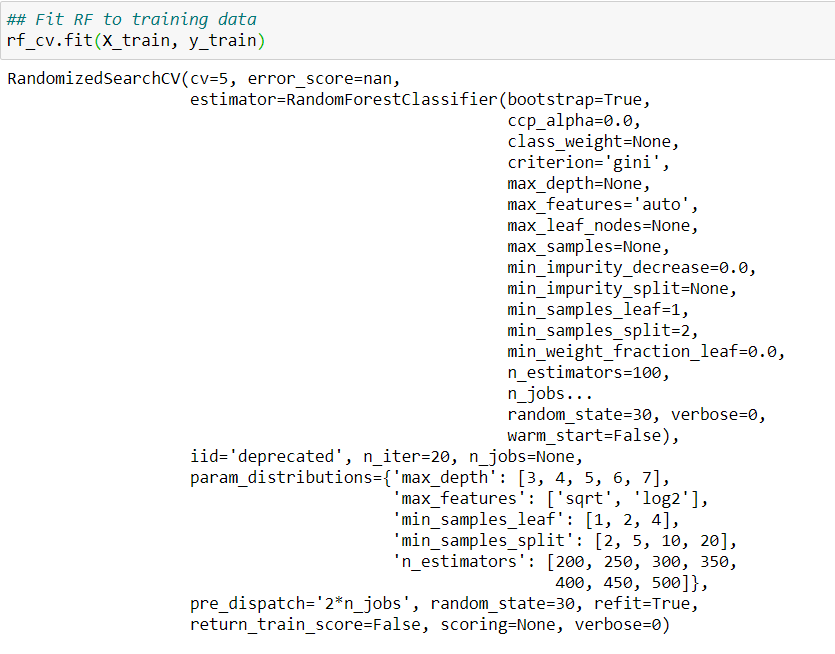 ## Fit RF to training data
rf_cv.fit(X_train, y_train)
RandomizedSearchCV(cv=5, error_score=nan,
                   estimator=RandomForestClassifier(bootstrap=True,
                                                    ccp_alpha=0.0,
                                                    class_weight=None,
                                                    criterion='gini',
                                                    max_depth=None,
                                                    max_features='auto',
                                                    max_leaf_nodes=None,
                                                    max_samples=None,
                                                    min_impurity_decrease=0.0,
                                                    min_impurity_split=None,
                                                    min_samples_leaf=1,
                                                    min_samples_split=2,
                                                    min_weight_fraction_leaf=0.0,
                                                    n_estimators=100,
                                                    n_jobs...
                                                    random_state=30, verbose=0,
                                                    warm_start=False),
                   iid='deprecated', n_iter=20, n_jobs=None,
                   param_distributions={'max_depth': [3, 4, 5, 6, 7],
                                        'max_features': ['sqrt', 'log2'],
                                        'min_samples_leaf': [1, 2, 4],
                                        'min_samples_split': [2, 5, 10, 20],
                                        'n_estimators': [200, 250, 300, 350,
                                                         400, 450, 500]},
                   pre_dispatch='2*n_jobs', random_state=30, refit=True,
                   return_train_score=False, scoring=None, verbose=0)